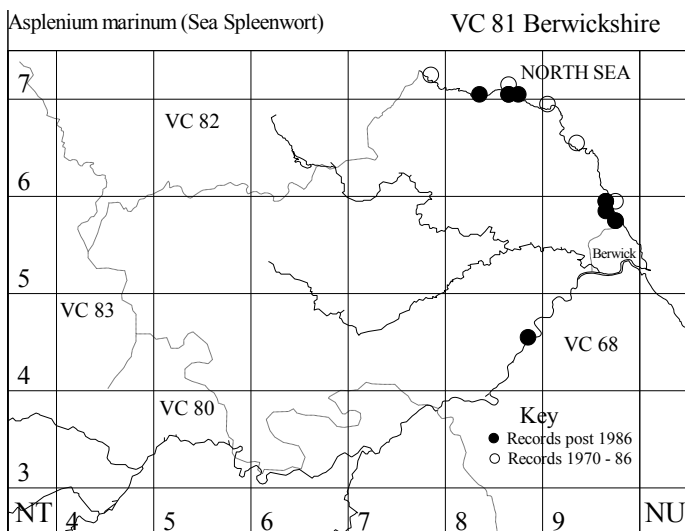 Asplenium marinum (Sea Spleenwort) VC 81 Berwickshire
7 NORTH SEA
VC 82
6
5 Berwick
VC 83
VC 68
4 VC 80
Key
Records post 1986
Records 1970 - 86
3
NT 4 5 6 7 8 9 NU